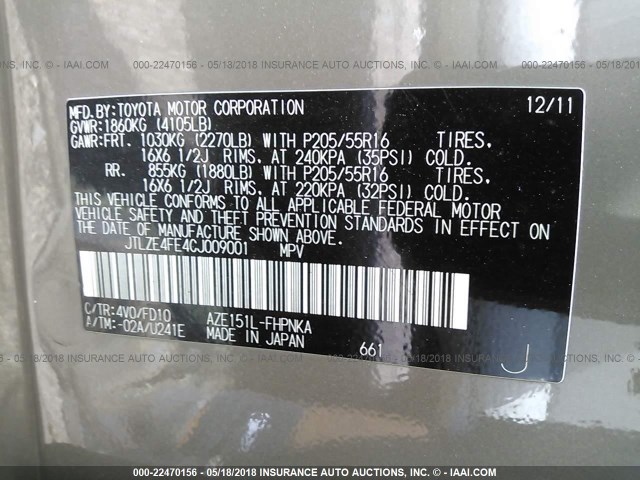 000-22470156 - 05/18/2018 INSURANCE AUTO AUCTIONS - © - IAAI.COM
MFD.BY:TOYOTA MOTOR CORPORATION 12/11
GVWR:1860KG (4105LB)
GAWR:FRT. 1030KG (2270LB) WITH P205/55R16 TIRES,
16X6 1/2J RIMS, AT 240KPA (35PSI) COLD.
RR. 855KG (1880LB) WITH P205/55R16 TIRES,
16X6 1/2J RIMS, AT 220KPA (32PSI) COLD.
THIS VEHICLE CONFORMS TO ALL APPLICABLE FEDERAL MOTOR
VEHICLE SAFETY AND THEFT PREVENTION STANDARDS IN EFFECT ON
THE DATE OF MANUFACTURE SHOWN ABOVE.
JTLZE4FE4CJ009001 MPV
C/TR:4V0/FD10 AZE151L-FHPNKA
A/TM:-02A/U241E MADE IN JAPAN 661 J
000-22470156 - 05/18/2018 INSURANCE AUTO AUCTIONS - © - IAAI.COM